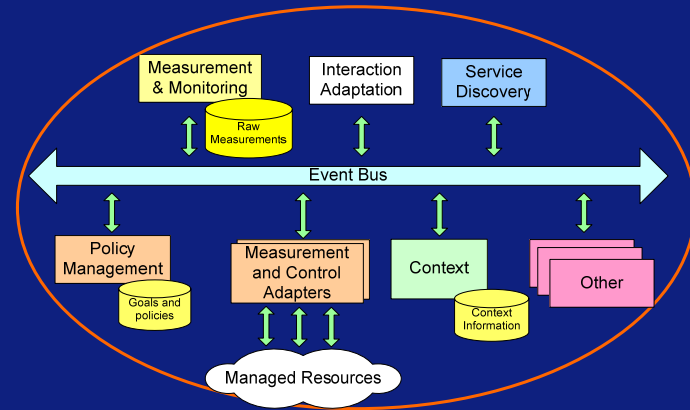 Measurement
& Monitoring
Raw
Measurements
Interaction
Adaptation
Service
Discovery
Event Bus
Policy
Management
Goals and
policies
Measurement
and Control
Adapters
Context
Context
Information
Other
Managed Resources